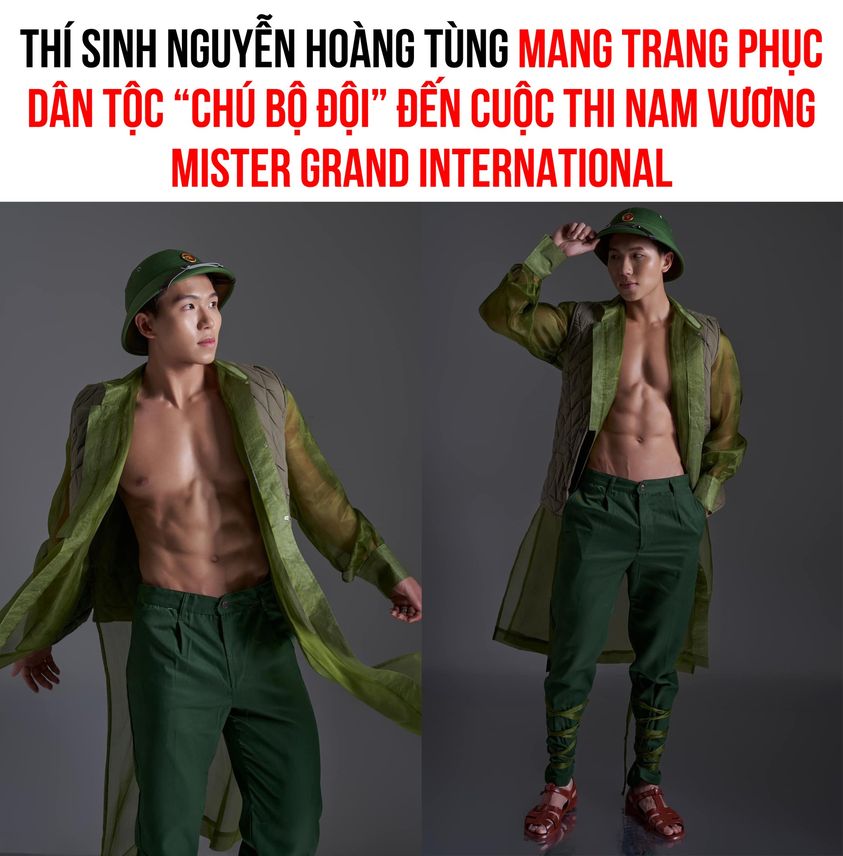 THÍ SINH NGUYỄN HOÀNG TÙNG MANG TRANG PHỤC
DÂN TỘC “CHÚ BỘ ĐỘI” ĐẾN CUỘC THI NAM VƯƠNG
MISTER GRAND INTERNATIONAL